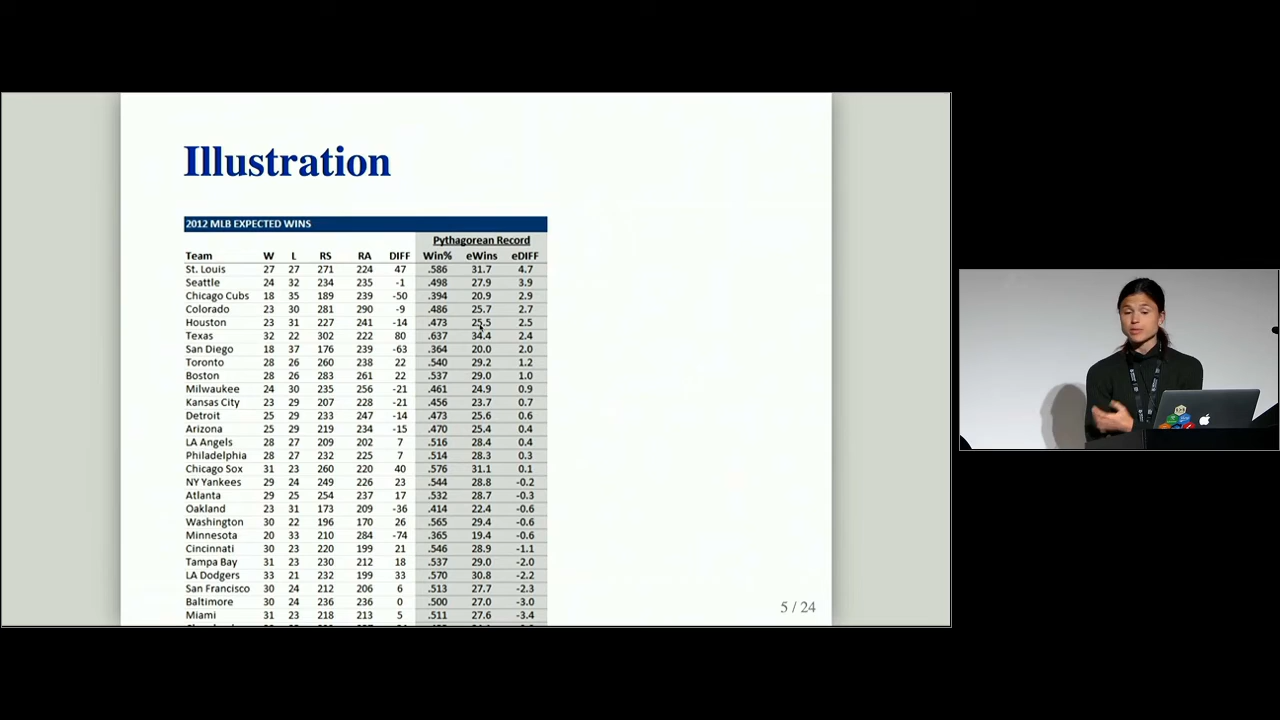 Illustration
2012 MLB EXPECTED WINS
Pythagorean Record
Team W L RS RA DIFF Win% eWins eDIFF
St. Louis 27 27 271 224 47 .586 31.7 4.7
Seattle 24 32 234 235 -1 .498 27.9 3.9
Chicago Cubs 18 35 189 239 -50 .394 20.9 2.9
Colorado 23 30 281 290 -9 .486 25.7 2.7
Houston 23 31 227 241 -14 .473 25.5 2.5
Texas 32 22 302 222 80 .637 34.4 2.4
San Diego 18 37 176 239 -63 .364 20.0 2.0
Toronto 28 26 260 238 22 .540 29.2 1.2
Boston 28 26 283 261 22 .537 29.0 1.0
Milwaukee 24 30 235 256 -21 .461 24.9 0.9
Kansas City 23 29 207 228 -21 .456 23.7 0.7
Detroit 25 29 233 247 -14 .473 25.6 0.6
Arizona 25 29 219 234 -15 .470 25.4 0.4
LA Angels 28 27 209 202 7 .516 28.4 0.4
Philadelphia 28 27 232 225 7 .514 28.3 0.3
Chicago Sox 31 23 260 220 40 .576 31.1 0.1
NY Yankees 29 24 249 226 23 .544 28.8 -0.2
Atlanta 29 25 254 237 17 .532 28.7 -0.3
Oakland 23 31 173 209 -36 .414 22.4 -0.6
Washington 30 22 196 170 26 .565 29.4 -0.6
Minnesota 20 33 210 284 -74 .365 19.4 -0.6
Cincinnati 30 23 220 199 21 .546 28.9 -1.1
Tampa Bay 31 23 230 212 18 .537 29.0 -2.0
LA Dodgers 33 21 232 199 33 .570 30.8 -2.2
San Francisco 30 24 212 206 6 .513 27.7 -2.3
Baltimore 30 24 236 236 0 .500 27.0 -3.0
Miami 31 23 218 213 5 .511 27.6 -3.4
5 / 24